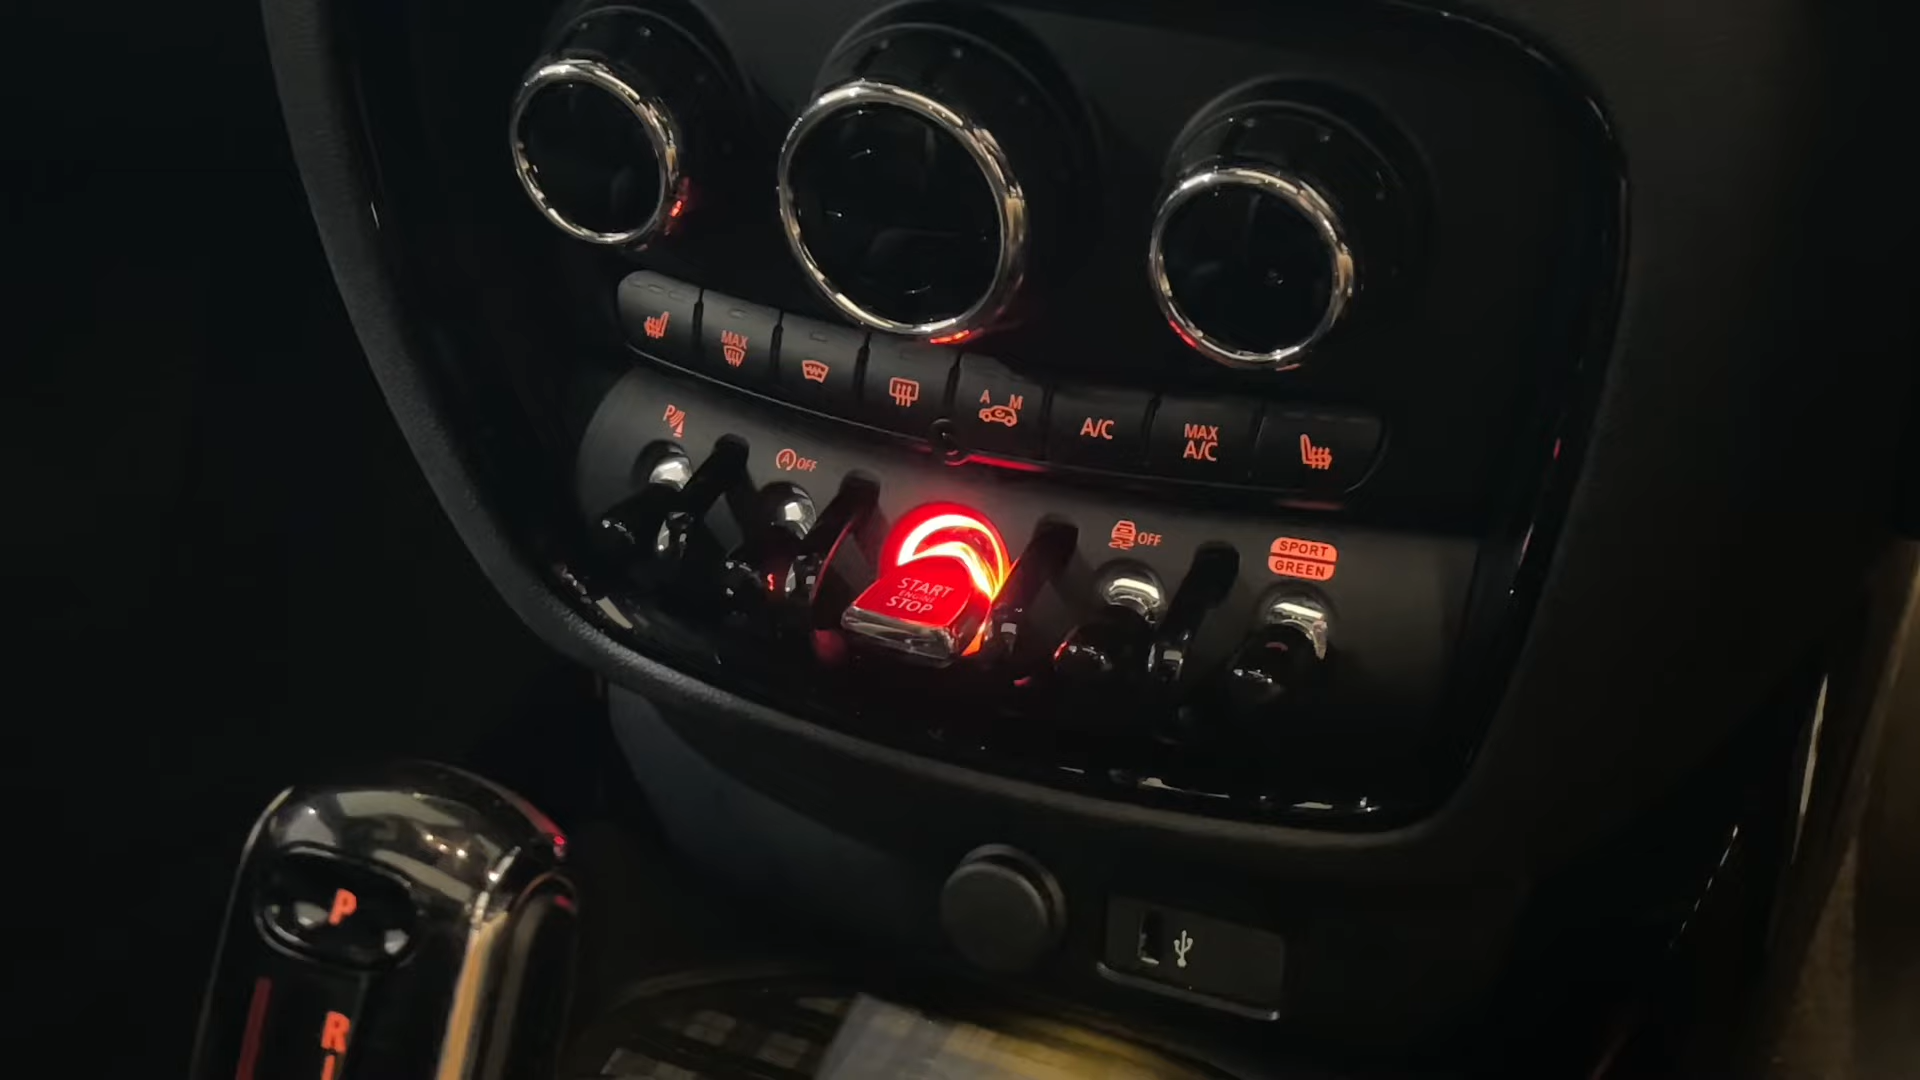 MAX
A M
A/C
MAX
A/C
P
A OFF
START
ENGINE
STOP
OFF
SPORT
GREEN
P
R